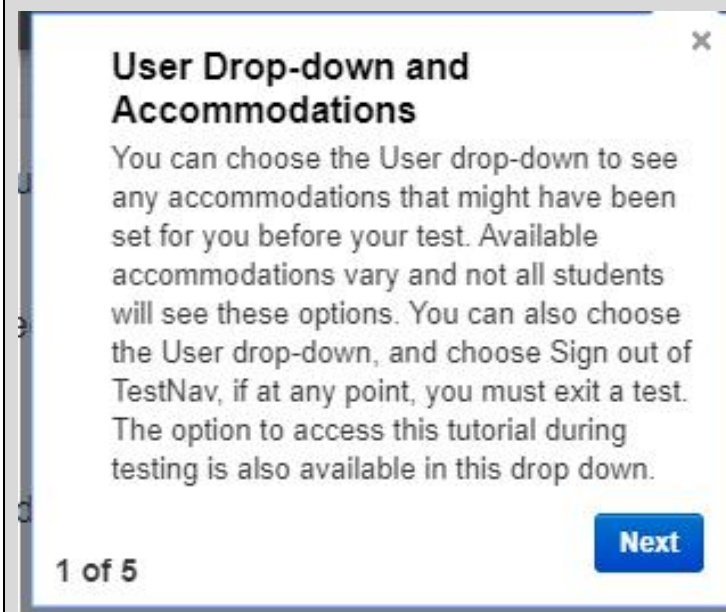 ×
User Drop-down and
Accommodations
You can choose the User drop-down to see
any accommodations that might have been
set for you before your test. Available
accommodations vary and not all students
will see these options. You can also choose
the User drop-down, and choose Sign out of
TestNav, if at any point, you must exit a test.
The option to access this tutorial during
testing is also available in this drop down.
Next
1 of 5